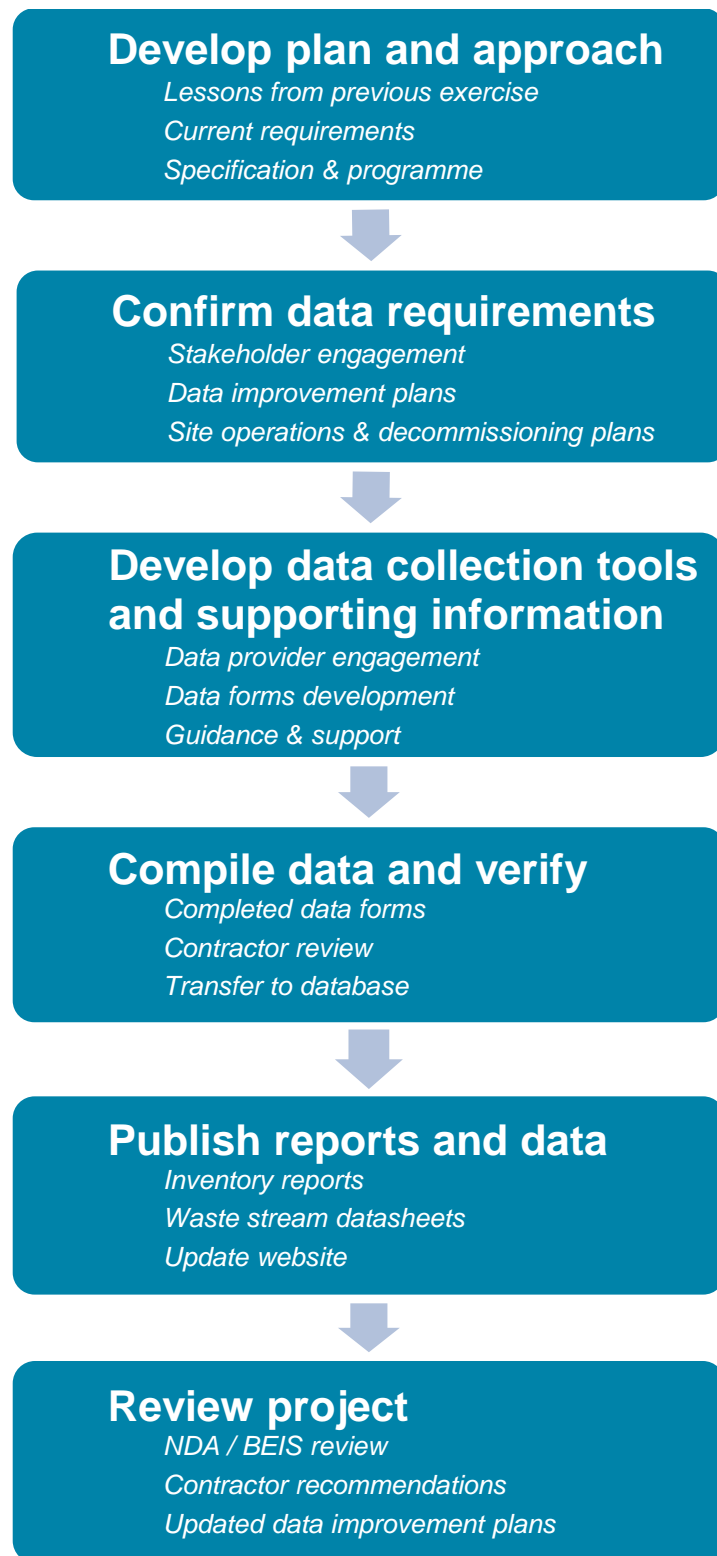 Develop plan and approach
Lessons from previous exercise
Current requirements
Specification & programme
Confirm data requirements
Stakeholder engagement
Data improvement plans
Site operations & decommissioning plans
Develop data collection tools
and supporting information
Data provider engagement
Data forms development
Guidance & support
Compile data and verify
Completed data forms
Contractor review
Transfer to database
Publish reports and data
Inventory reports
Waste stream datasheets
Update website
Review project
NDA / BEIS review
Contractor recommendations
Updated data improvement plans